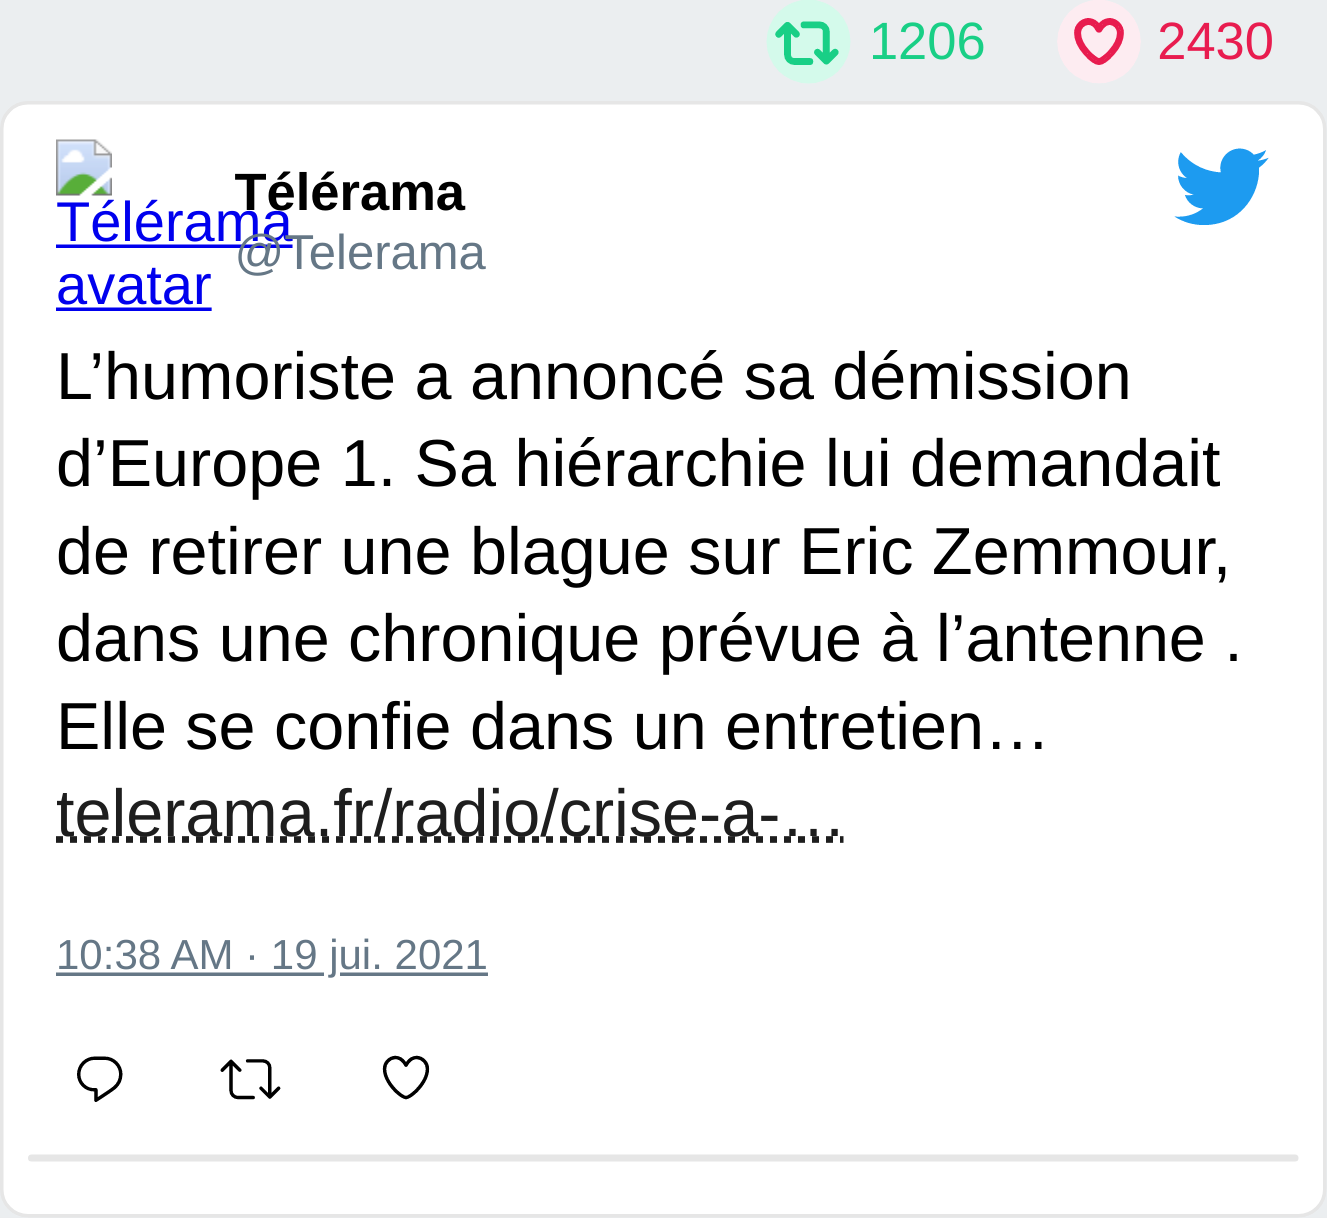 1206 2430
Télérama avatar
Télérama
@Telerama
L’humoriste a annoncé sa démission
d’Europe 1. Sa hiérarchie lui demandait
de retirer une blague sur Eric Zemmour,
dans une chronique prévue à l’antenne .
Elle se confie dans un entretien…
telerama.fr/radio/crise-a-…
10:38 AM · 19 jui. 2021